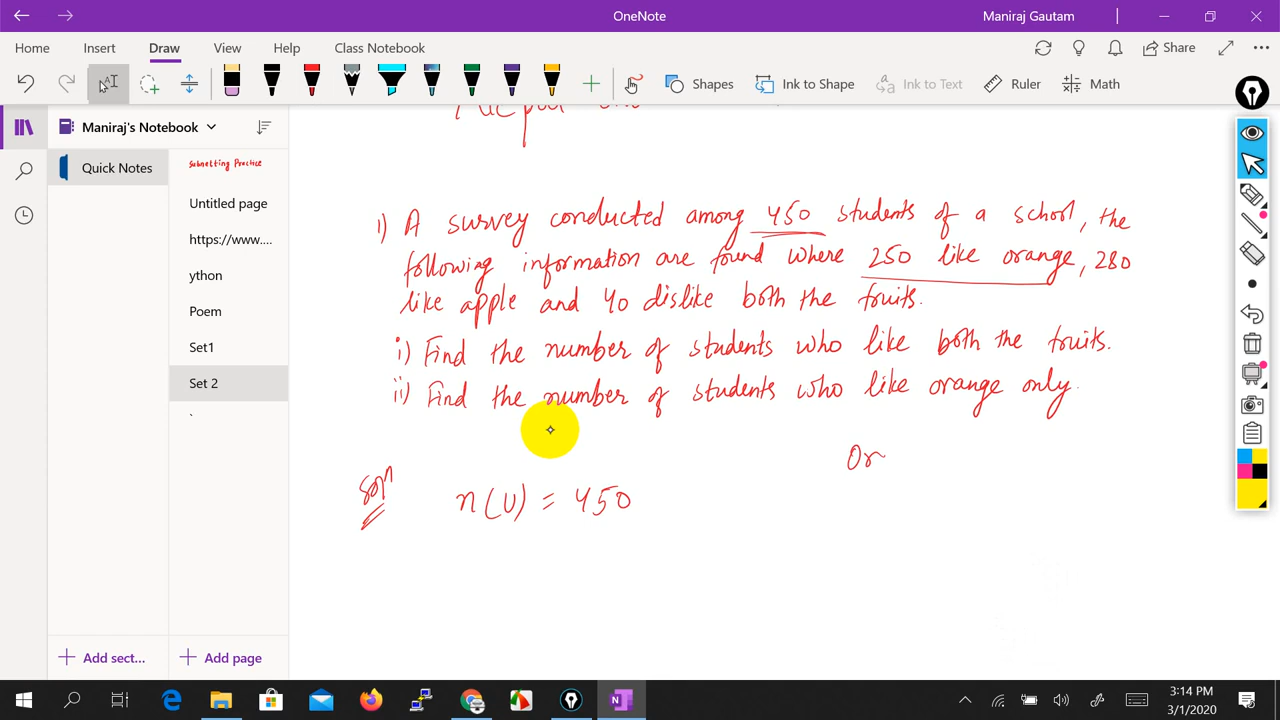 OneNote
Maniraj Gautam
Home Insert Draw View Help Class Notebook
Share
Shapes
Ink to Shape
Ink to Text
Ruler
Math
Maniraj's Notebook
Quick Notes
Subnetting Practice
Untitled page
https://www....
ython
Poem
Set1
Set 2
`
1) A survey conducted among 450 students of a school, the
following information are found where 250 like orange, 280
like apple and 40 dislike both the fruits.
i) Find the number of students who like both the fruits.
ii) Find the number of students who like orange only.
Or
Soln
n(U) = 450
Add sect...
Add page
3:14 PM
3/1/2020